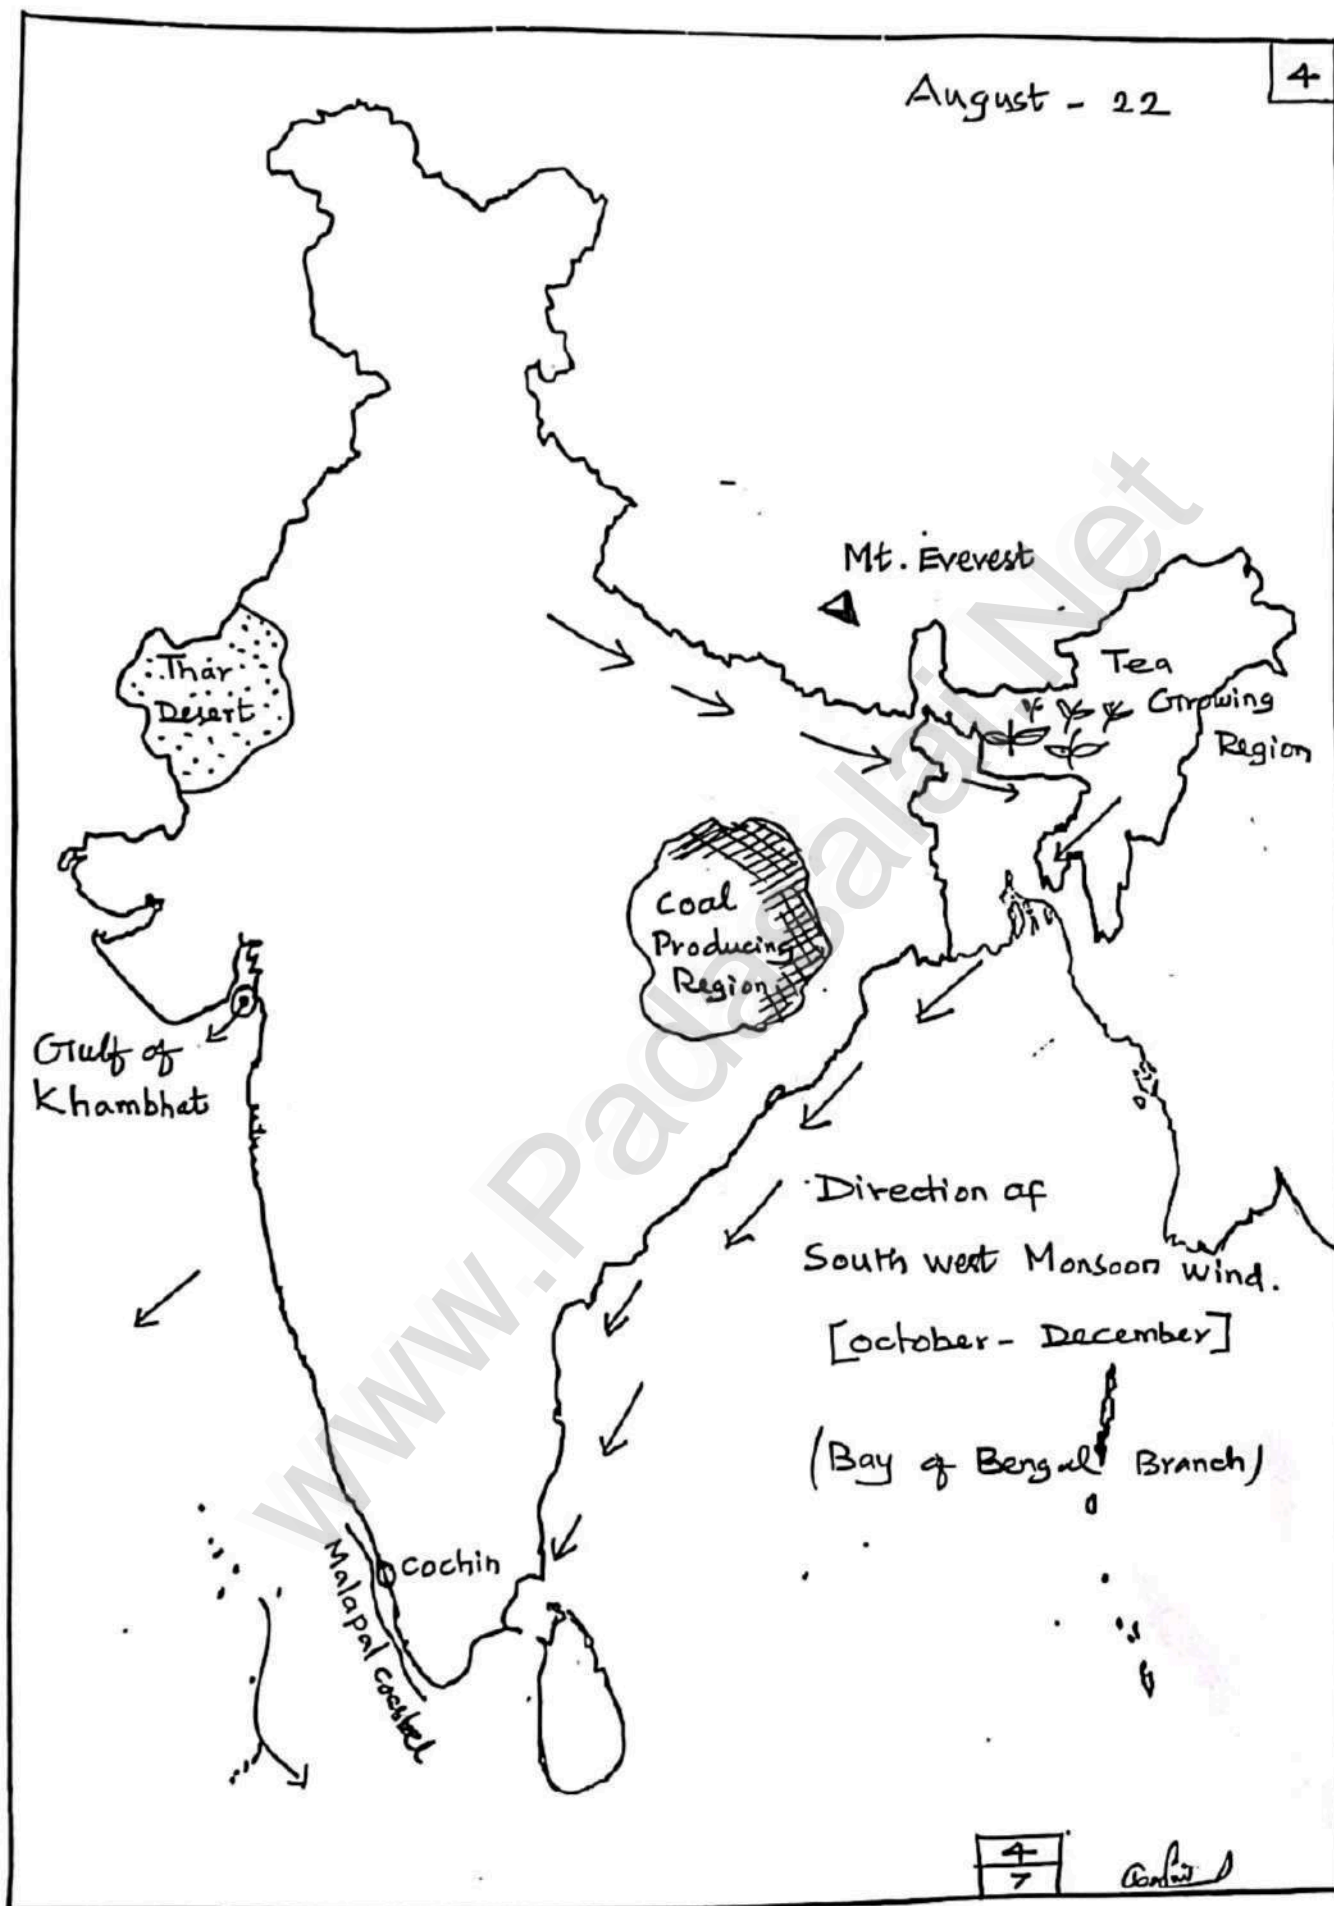 4
August - 22
Mt. Everest
Tea
Growing
Region
Thar
Desert
Coal
Producing
Region
Gulf of
Khambhat
Direction of
South west Monsoon wind.
[October - December]
(Bay of Bengal Branch)
Cochin
Malapal coastel
4
7
www.Padasalai.Net